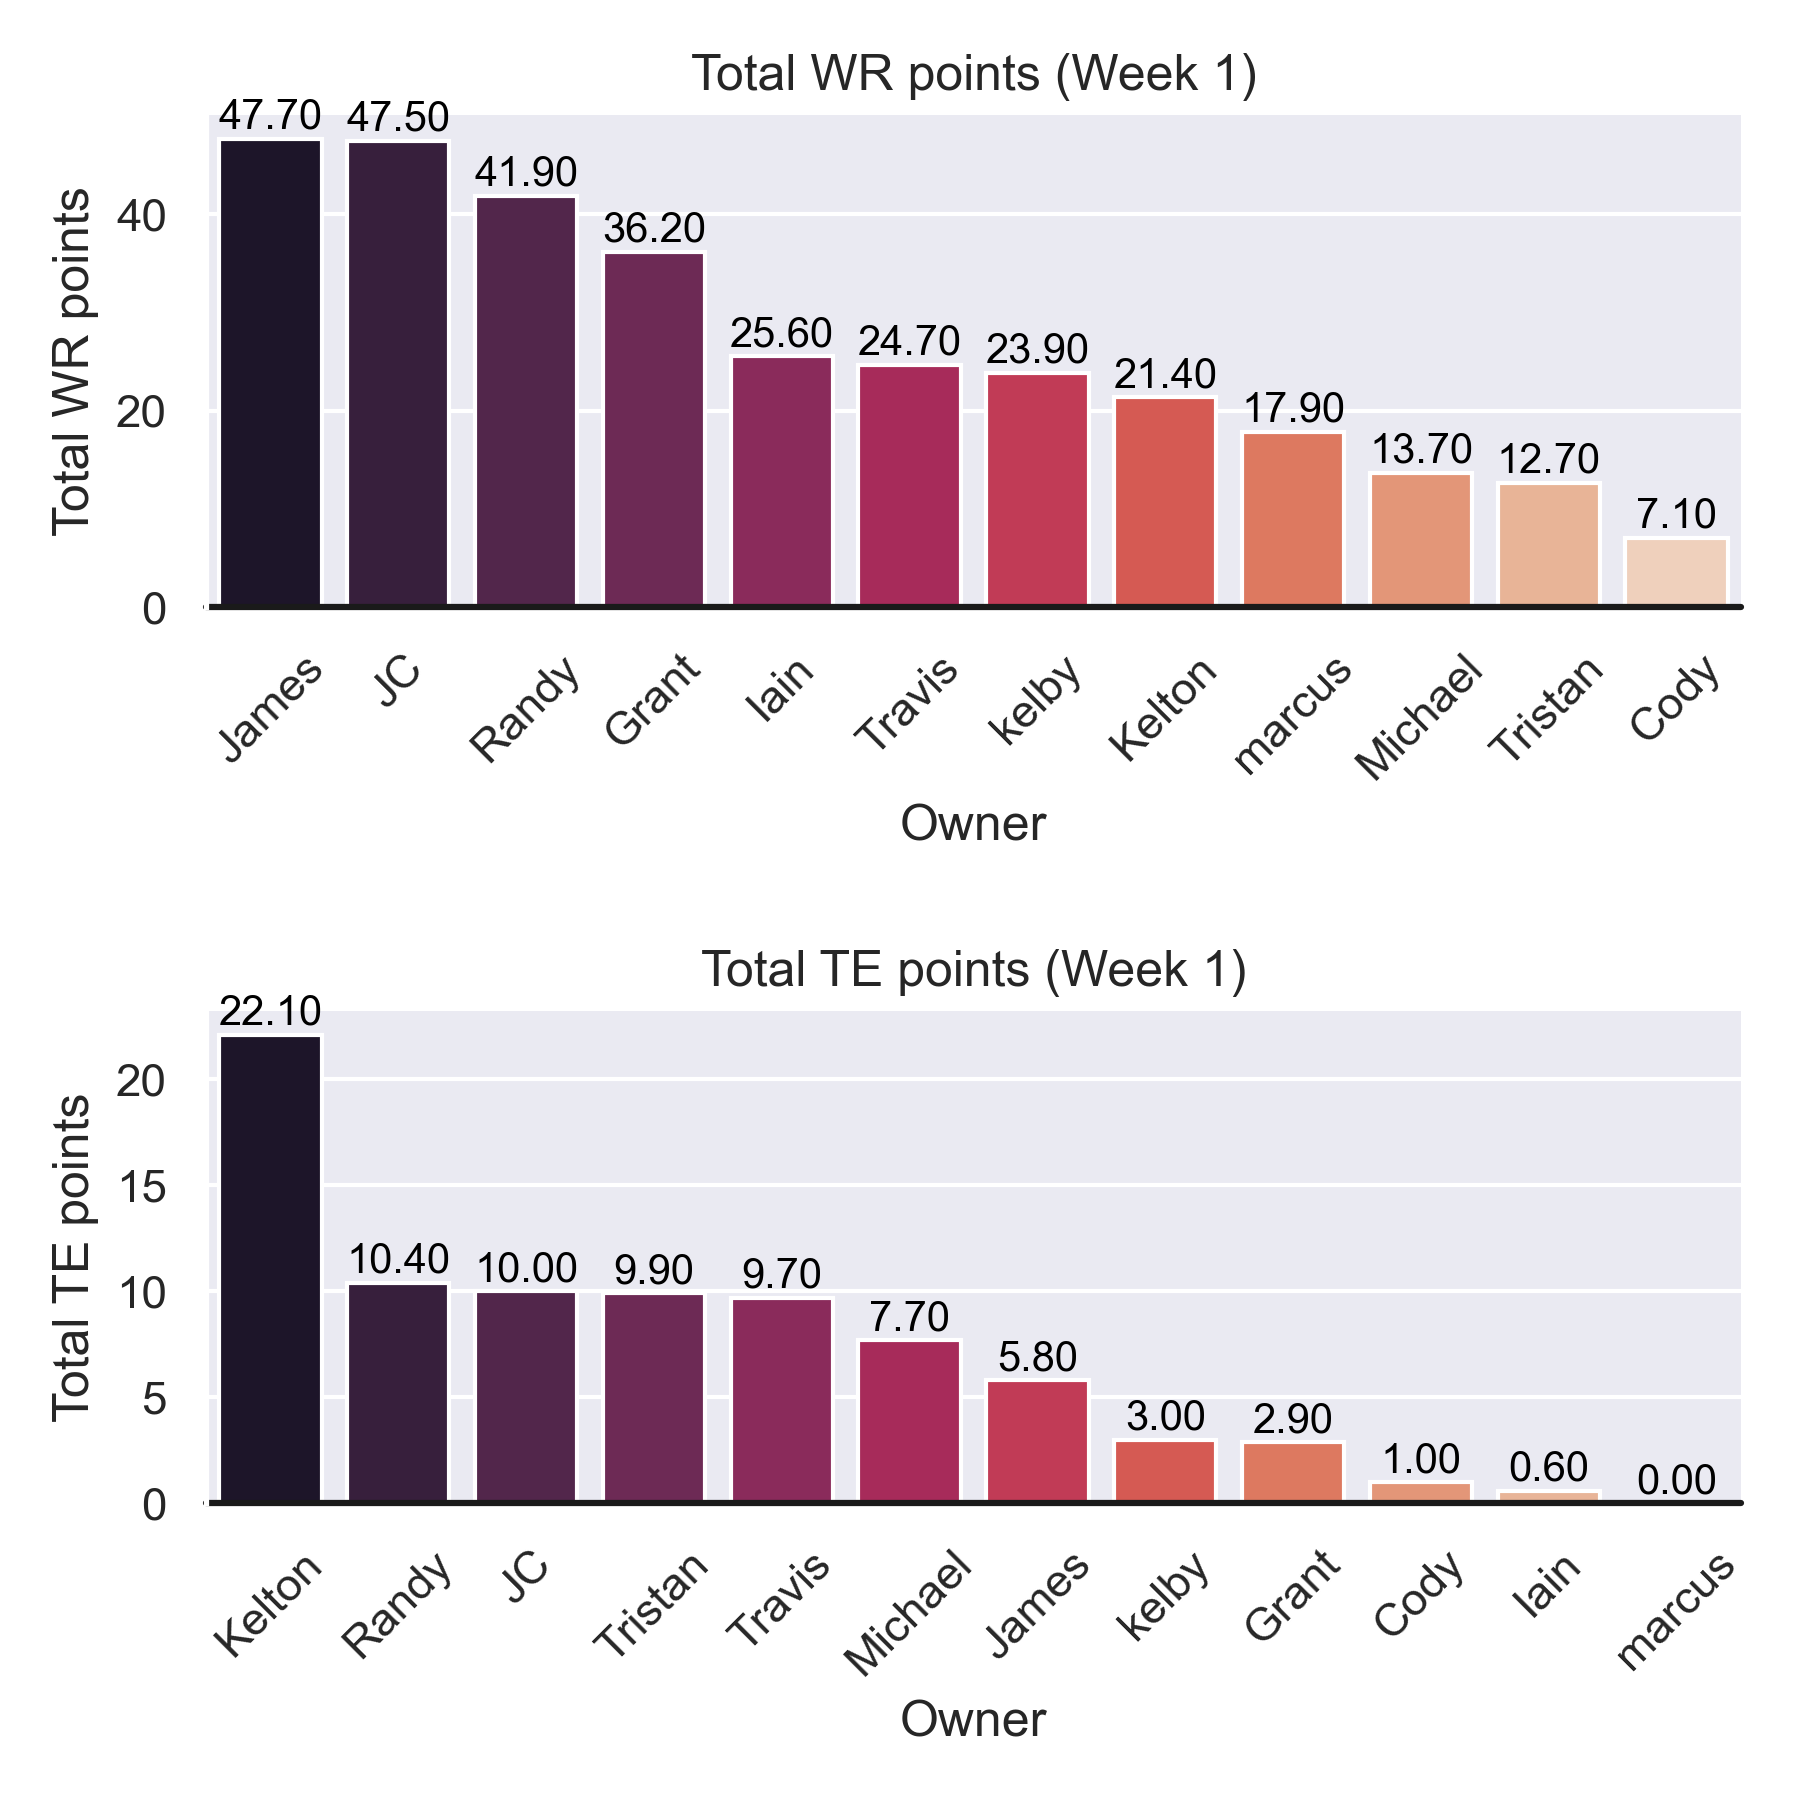 Total WR points (Week 1)
47.70 47.50 41.90 36.20 25.60 24.70 23.90 21.40 17.90 13.70 12.70 7.10
Total WR points
40
20
0
James JC Randy Grant Iain Travis kelby Kelton marcus Michael Tristan Cody
Owner
Total TE points (Week 1)
22.10 10.40 10.00 9.90 9.70 7.70 5.80 3.00 2.90 1.00 0.60 0.00
Total TE points
20
15
10
5
0
Kelton Randy JC Tristan Travis Michael James kelby Grant Cody Iain marcus
Owner